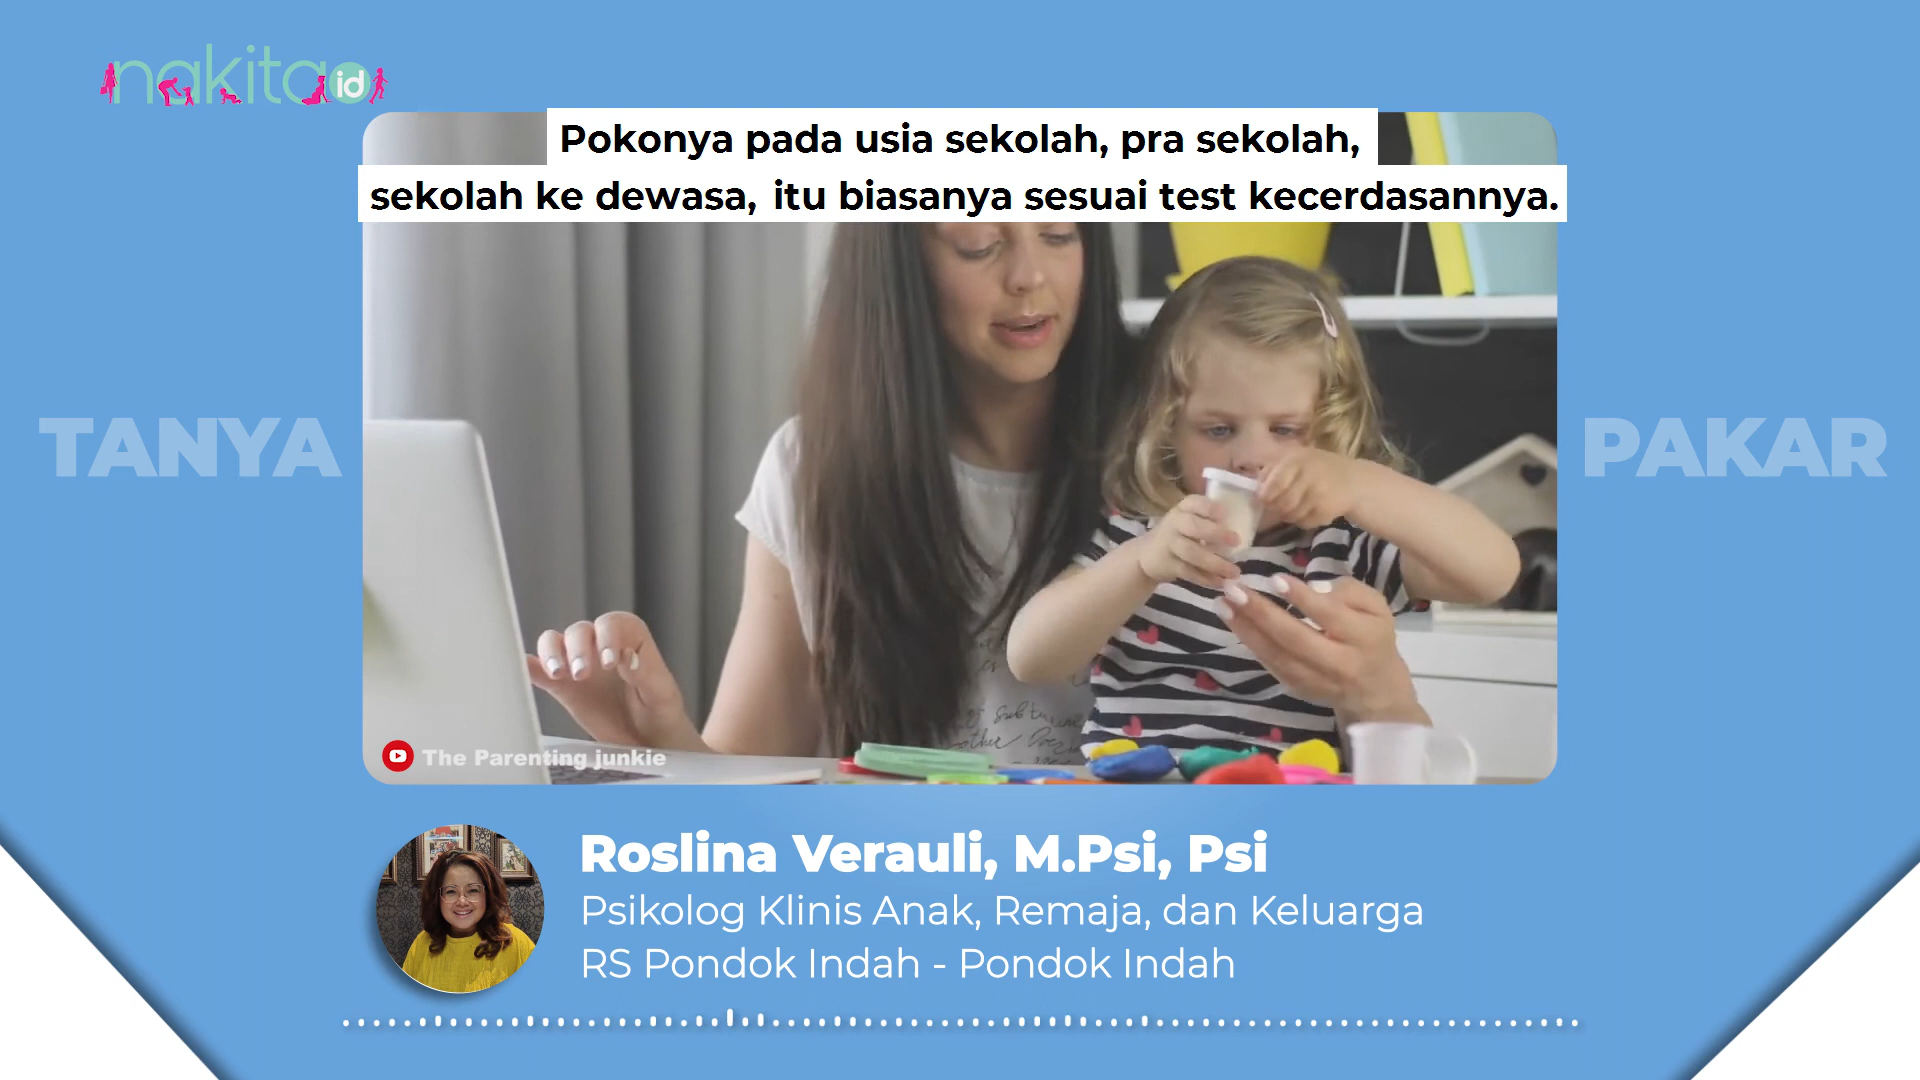 nakita id
Pokonya pada usia sekolah, pra sekolah,
sekolah ke dewasa, itu biasanya sesuai test kecerdasannya.
TANYA
PAKAR
The Parenting junkie
Roslina Verauli, M.Psi, Psi
Psikolog Klinis Anak, Remaja, dan Keluarga
RS Pondok Indah - Pondok Indah